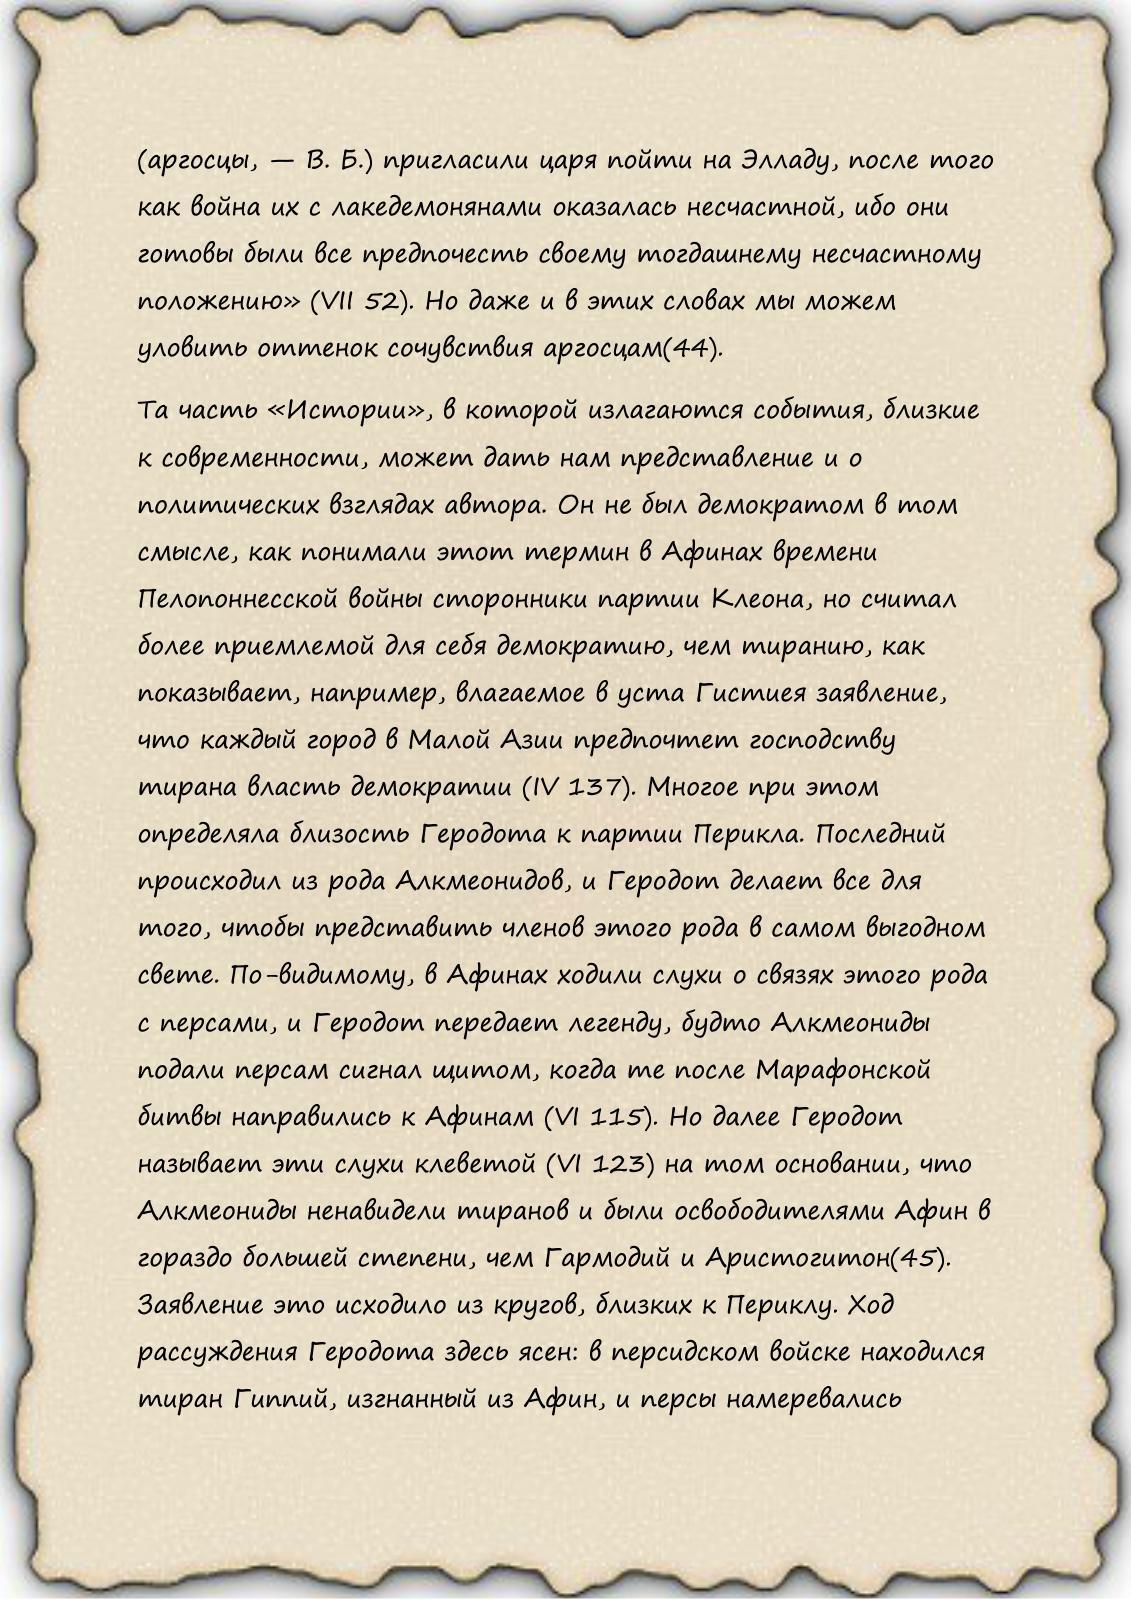 (аргосцы, — В. Б.) пригласили царя пойти на Элладу, после того
как война их с лакедемонянами оказалась несчастной, ибо они
готовы были все предпочесть своему тогдашнему несчастному
положению» (VII 52). Но даже и в этих словах мы можем
уловить оттенок сочувствия аргосцам(44).
Та часть «Истории», в которой излагаются события, близкие
к современности, может дать нам представление и о
политических взглядах автора. Он не был демократом в том
смысле, как понимали этот термин в Афинах времени
Пелопоннесской войны сторонники партии Клеона, но считал
более приемлемой для себя демократию, чем тиранию, как
показывает, например, влагаемое в уста Гистиея заявление,
что каждый город в Малой Азии предпочтет господству
тирана власть демократии (IV 137). Многое при этом
определяла близость Геродота к партии Перикла. Последний
происходил из рода Алкмеонидов, и Геродот делает все для
того, чтобы представить членов этого рода в самом выгодном
свете. По-видимому, в Афинах ходили слухи о связях этого рода
с персами, и Геродот передает легенду, будто Алкмеониды
подали персам сигнал щитом, когда те после Марафонской
битвы направились к Афинам (VI 115). Но далее Геродот
называет эти слухи клеветой (VI 123) на том основании, что
Алкмеониды ненавидели тиранов и были освободителями Афин в
гораздо большей степени, чем Гармодий и Аристогитон(45).
Заявление это исходило из кругов, близких к Периклу. Ход
рассуждения Геродота здесь ясен: в персидском войске находился
тиран Гиппий, изгнанный из Афин, и персы намеревались